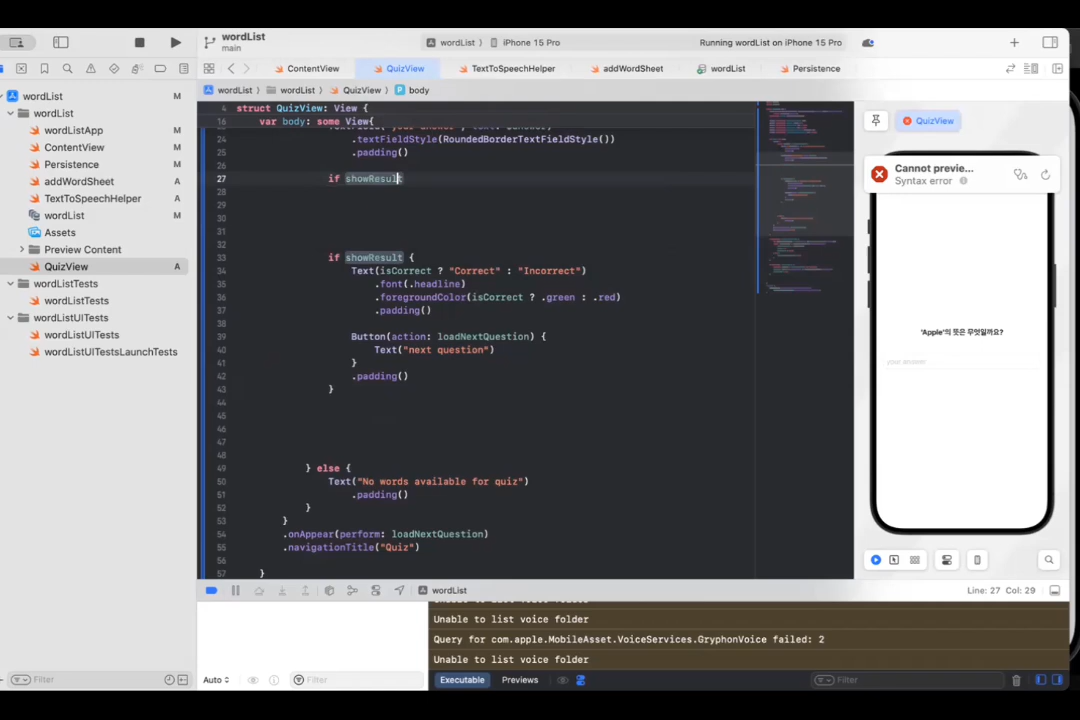 wordList
main
wordList
iPhone 15 Pro
Running wordList on iPhone 15 Pro
ContentView
QuizView
TextToSpeechHelper
addWordSheet
wordList
Persistence
wordList
wordList
QuizView
P body
wordList M
wordList
wordListApp M
ContentView M
Persistence M
addWordSheet A
TextToSpeechHelper A
wordList M
Assets
Preview Content
QuizView A
wordListTests
wordListTests
wordListUITests
wordListUITests
wordListUITestsLaunchTests
4 struct QuizView: View {
16 var body: some View{
24 .textFieldStyle(RoundedBorderTextFieldStyle())
25 .padding()
26
27 if showResult
28
29
30
31
32
33 if showResult {
34 Text(isCorrect ? "Correct" : "Incorrect")
35 .font(.headline)
36 .foregroundColor(isCorrect ? .green : .red)
37 .padding()
38
39 Button(action: loadNextQuestion) {
40 Text("next question")
41 }
42 .padding()
43 }
44
45
46
47
48
49 } else {
50 Text("No words available for quiz")
51 .padding()
52 }
53 }
54 .onAppear(perform: loadNextQuestion)
55 .navigationTitle("Quiz")
56
57 }
QuizView
Cannot previe...
Syntax error
'Apple'의 뜻은 무엇일까요?
your answer
wordList
Line: 27 Col: 29
Unable to list voice folder
Query for com.apple.MobileAsset.VoiceServices.GryphonVoice failed: 2
Unable to list voice folder
Filter
Auto
Filter
Executable
Previews
Filter